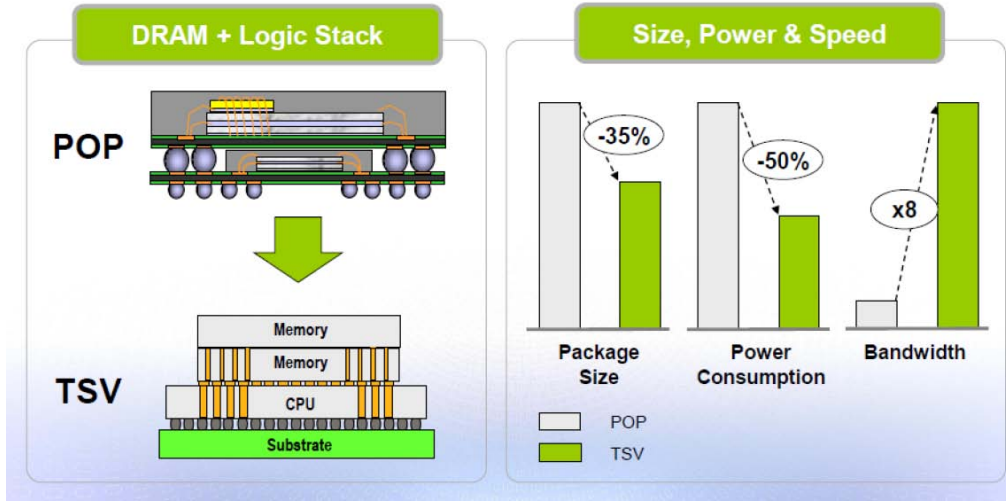 DRAM + Logic Stack
POP
TSV
Memory
Memory
CPU
Substrate
Size, Power & Speed
-35%
-50%
x8
Package
Size
Power
Consumption
Bandwidth
POP
TSV